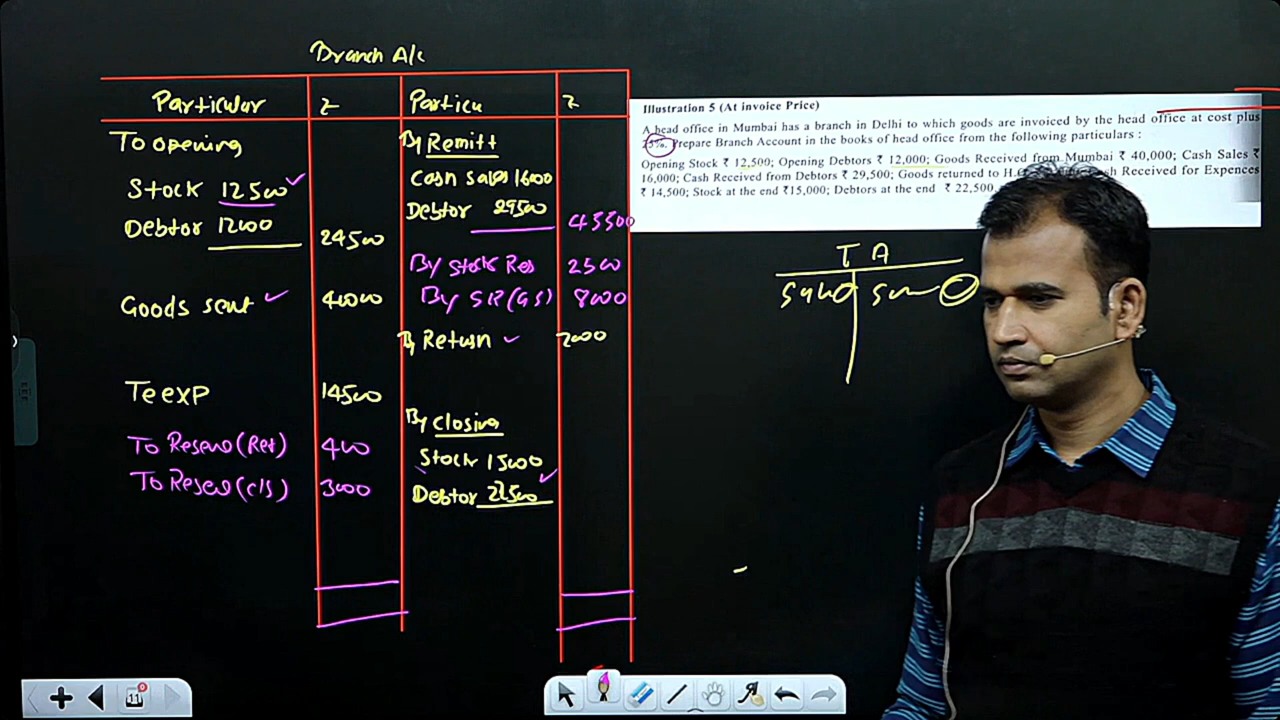 Branch A/c
Particular ₹ Particu ₹
To opening
Stock 12500
Debtor 12000
24500
Goods sent 40000
To exp 14500
To Reserve (Ret) 400
To Reserv (c/s) 3000
By Remitt
Cash sales 16000
Debtor 29500
45500
By Stock Res 2500
By SR (GS) 8000
By Return 2000
By closing
Stock 15000
Debtor 22500
Illustration 5 (At invoice Price)
A head office in Mumbai has a branch in Delhi to which goods are invoiced by the head office at cost plus
25%. Prepare Branch Account in the books of head office from the following particulars :
Opening Stock ₹ 12,500; Opening Debtors ₹ 12,000; Goods Received from Mumbai ₹ 40,000; Cash Sales ₹
16,000; Cash Received from Debtors ₹ 29,500; Goods returned to H.O sh Received for Expences
₹ 14,500; Stock at the end ₹15,000; Debtors at the end ₹ 22,500
T A
11